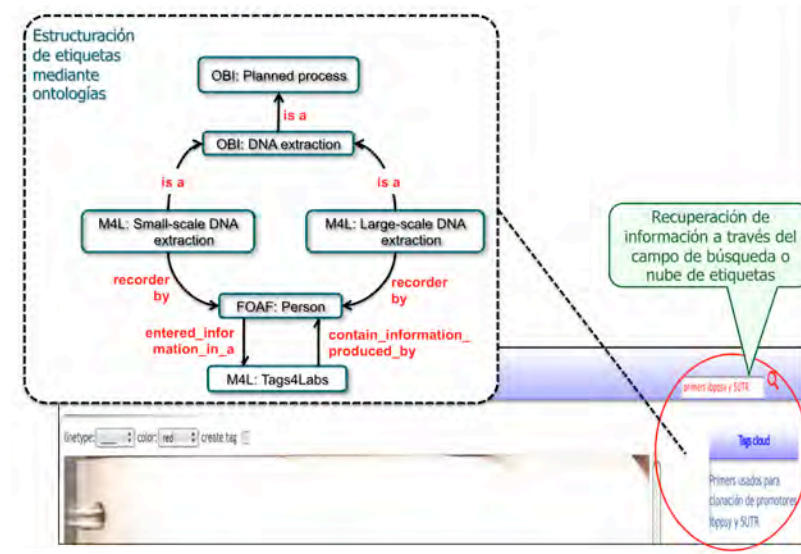 Estructuración
de etiquetas
mediante
ontologías
OBI: Planned process
is a
OBI: DNA extraction
is a
is a
M4L: Small-scale DNA
extraction
M4L: Large-scale DNA
extraction
recorder
by
recorder
by
FOAF: Person
entered_infor
mation_in_a
contain_information_
produced_by
M4L: Tags4Labs
Recuperación de
información a través del
campo de búsqueda o
nube de etiquetas
primers ibppsy y 5UTR
linetype: color: red create tag
Tags cloud
Primers usados para
clonación de promotores
ibppsy y 5UTR